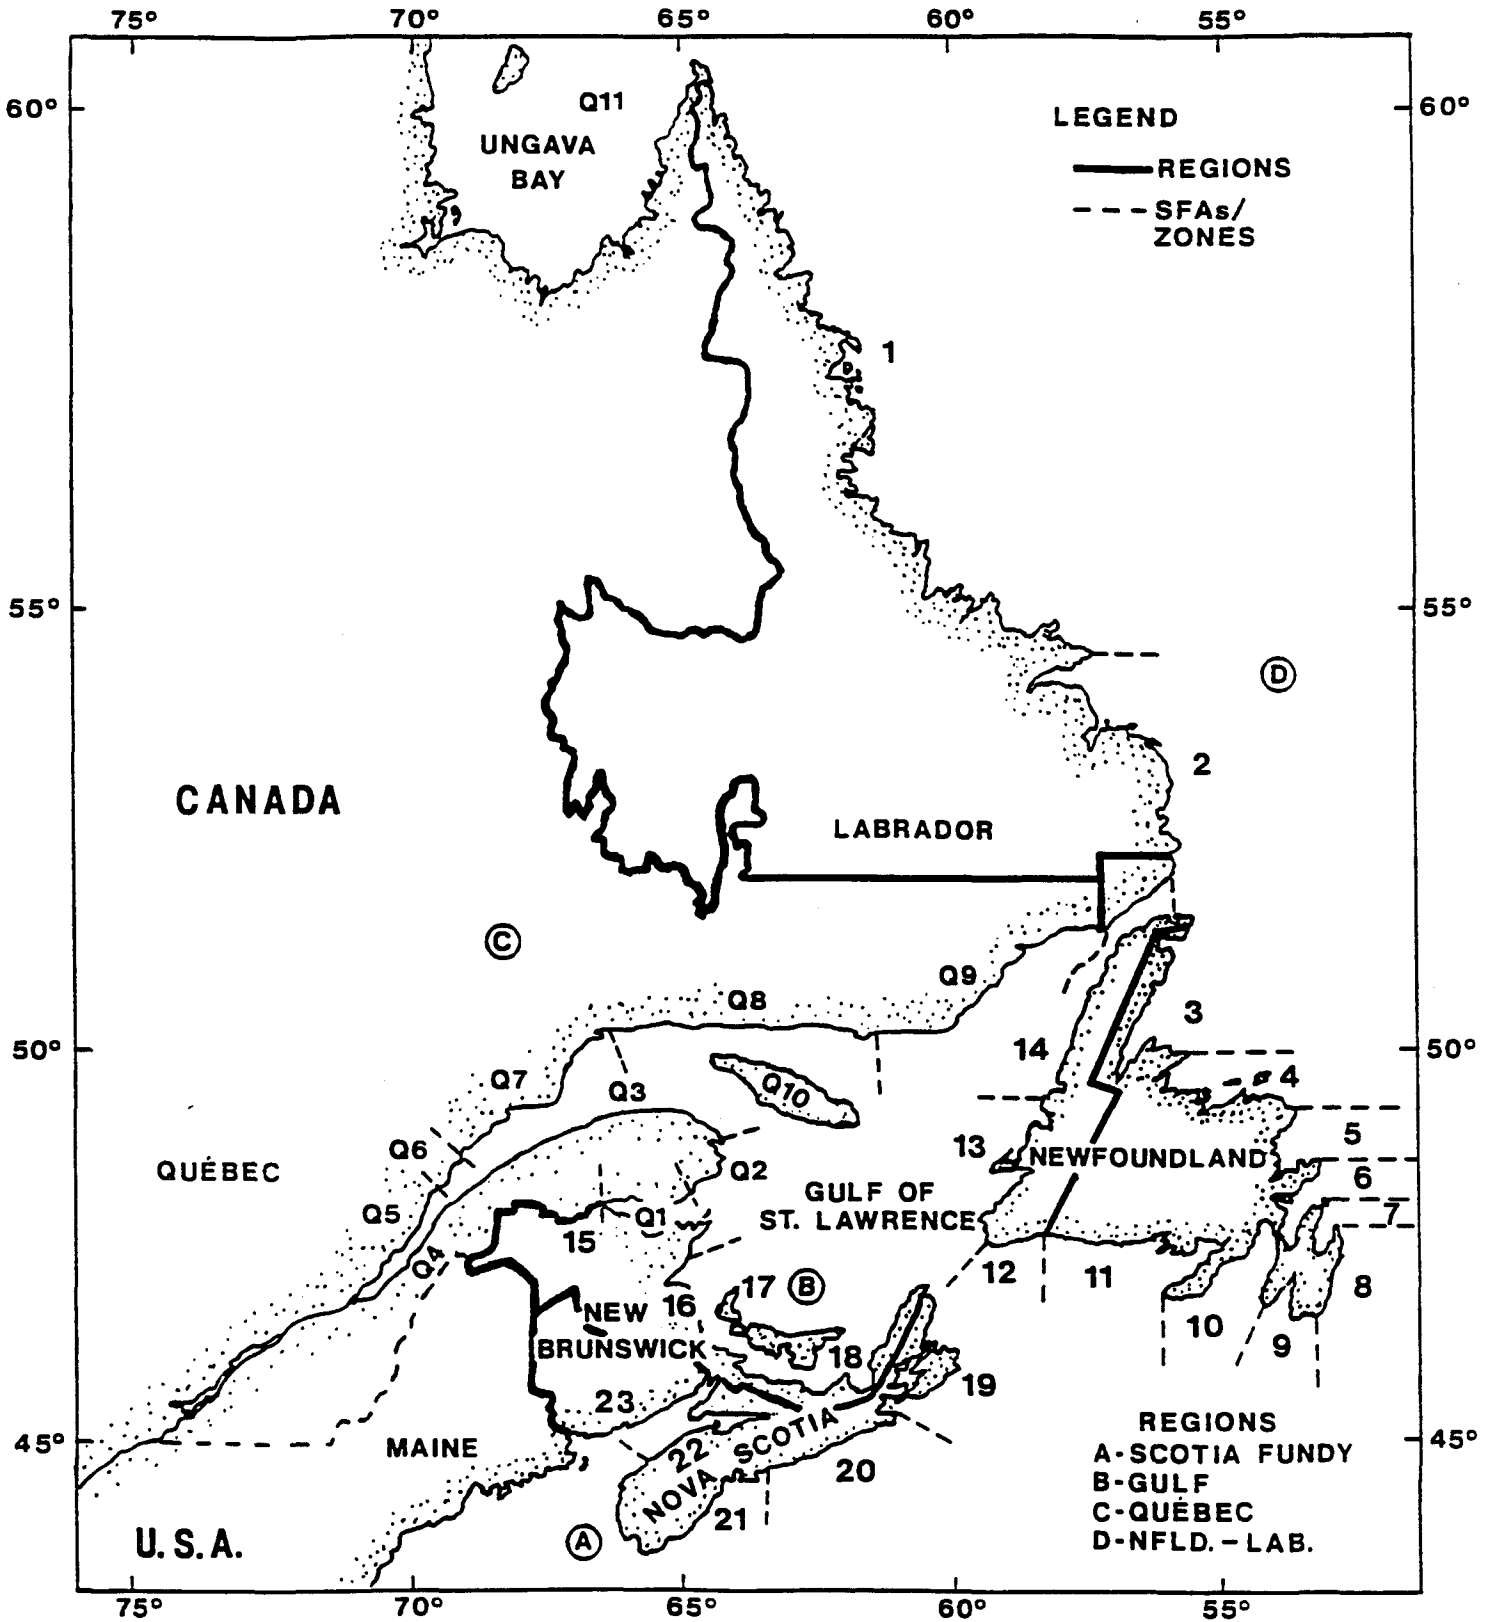 75° 70° 65° 60° 55°
60° 60°
Q11
LEGEND
UNGAVA
BAY
REGIONS
SFAs/
ZONES
1
55° 55°
D
2
CANADA
LABRADOR
C
Q9
Q8
3
14
50° 50°
Q7
Q3
Q10
4
5
Q6
13
NEWFOUNDLAND
QUÉBEC
Q2
6
GULF OF
ST. LAWRENCE
Q5
Q1
7
15
Q4
12
11
8
17
B
16
NEW
BRUNSWICK
10
9
18
19
23
REGIONS
A-SCOTIA FUNDY
B-GULF
C-QUÉBEC
D-NFLD.-LAB.
45° 45°
MAINE
22
NOVA SCOTIA
20
21
U.S.A.
A
75° 70° 65° 60° 55°